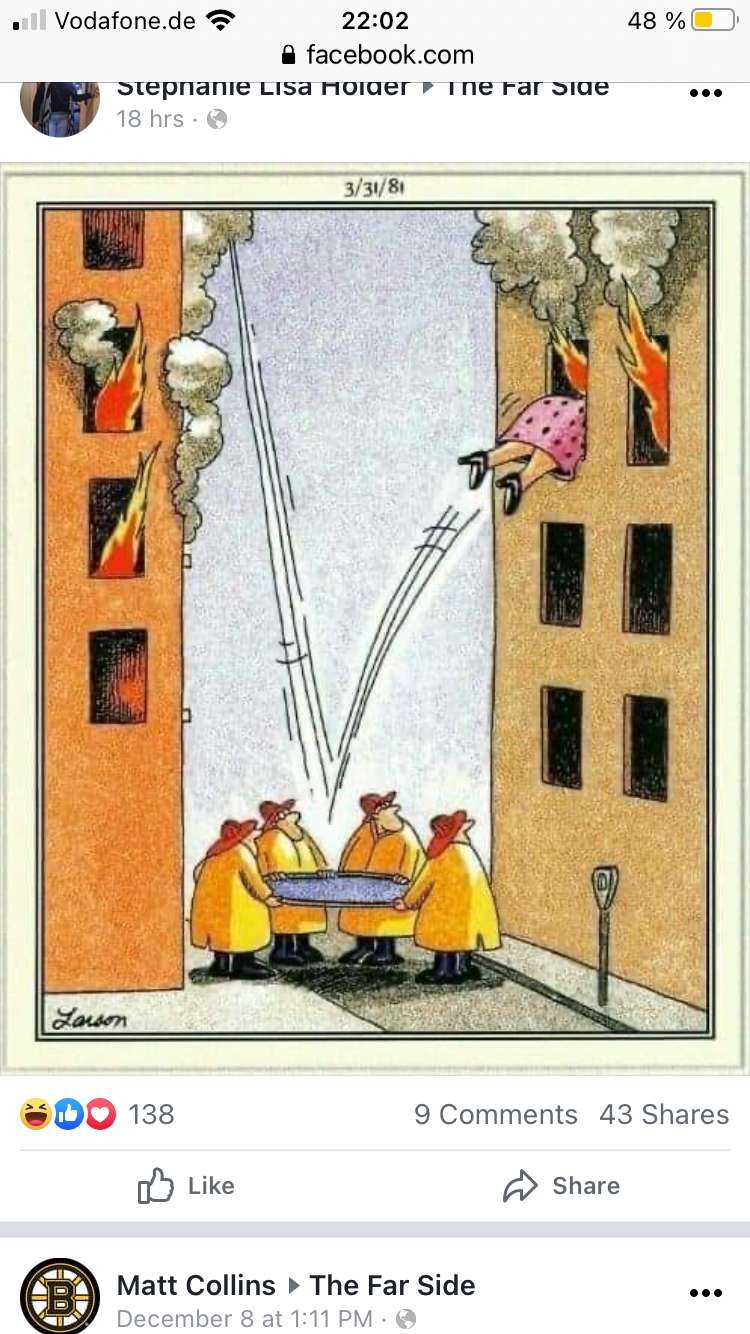 Vodafone.de 22:02 48 %
facebook.com
Stephanie Lisa Holder ▸ The Far Side
18 hrs ·
3/31/81
Larson
138 9 Comments 43 Shares
Like Share
B
Matt Collins ▸ The Far Side
December 8 at 1:11 PM ·